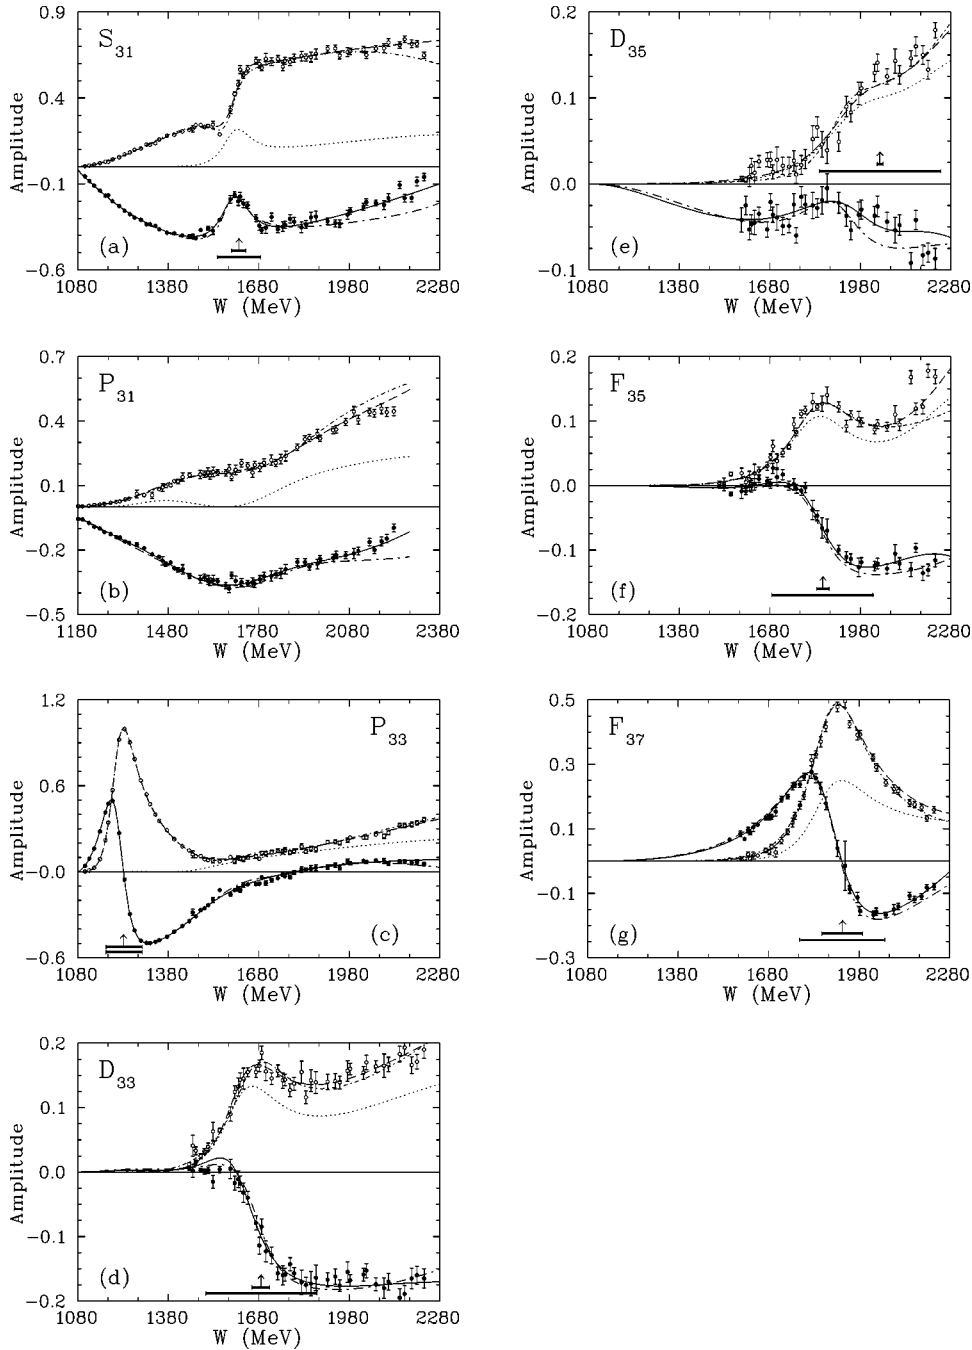 0.9
S31
0.4
−0.1
(a)
−0.6
1080 1380 1680 1980 2280
W (MeV)
Amplitude
0.7
P31
0.4
0.1
−0.2
(b)
−0.5
1180 1480 1780 2080 2380
W (MeV)
Amplitude
1.2
P33
0.6
−0.0
(c)
−0.6
1080 1380 1680 1980 2280
W (MeV)
Amplitude
0.2
D33
0.1
0.0
−0.1
(d)
−0.2
1080 1380 1680 1980 2280
W (MeV)
Amplitude
0.2
D35
0.1
0.0
(e)
−0.1
1080 1380 1680 1980 2280
W (MeV)
Amplitude
0.2
F35
0.1
0.0
−0.1
(f)
−0.2
1080 1380 1680 1980 2280
W (MeV)
Amplitude
0.5
F37
0.3
0.1
−0.1
(g)
−0.3
1080 1380 1680 1980 2280
W (MeV)
Amplitude